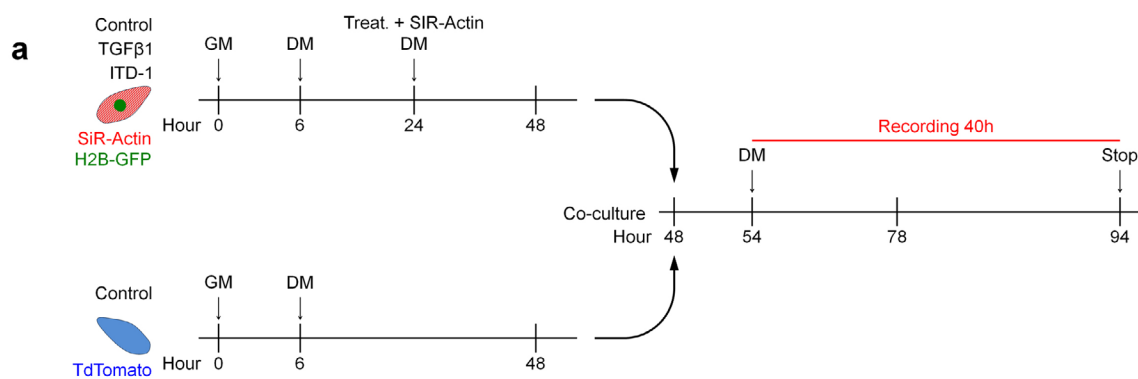 a
Control
TGFβ1
ITD-1
SiR-Actin
H2B-GFP
Treat. + SIR-Actin
GM DM DM
Hour 0 6 24 48
Recording 40h
DM Stop
Co-culture
Hour 48 54 78 94
Control
TdTomato
GM DM
Hour 0 6 48